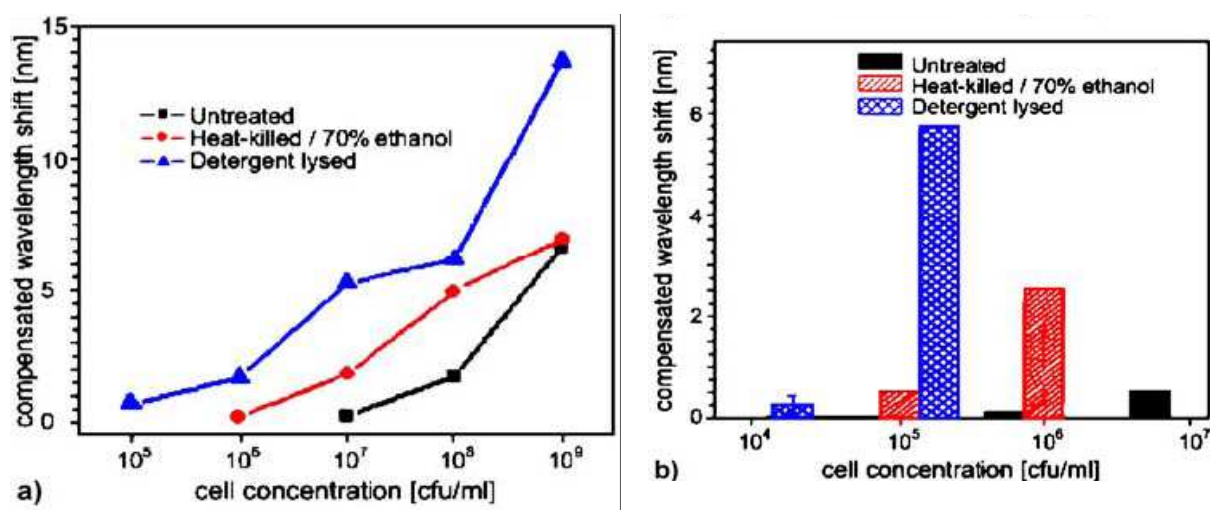 15
10
5
0
compensated wavelength shift [nm]
Untreated
Heat-killed / 70% ethanol
Detergent lysed
10⁵
10⁶
10⁷
10⁸
10⁹
cell concentration [cfu/ml]
a)
6
4
2
0
compensated wavelength shift [nm]
Untreated
Heat-killed / 70% ethanol
Detergent lysed
10⁴
10⁵
10⁶
10⁷
cell concentration [cfu/ml]
b)